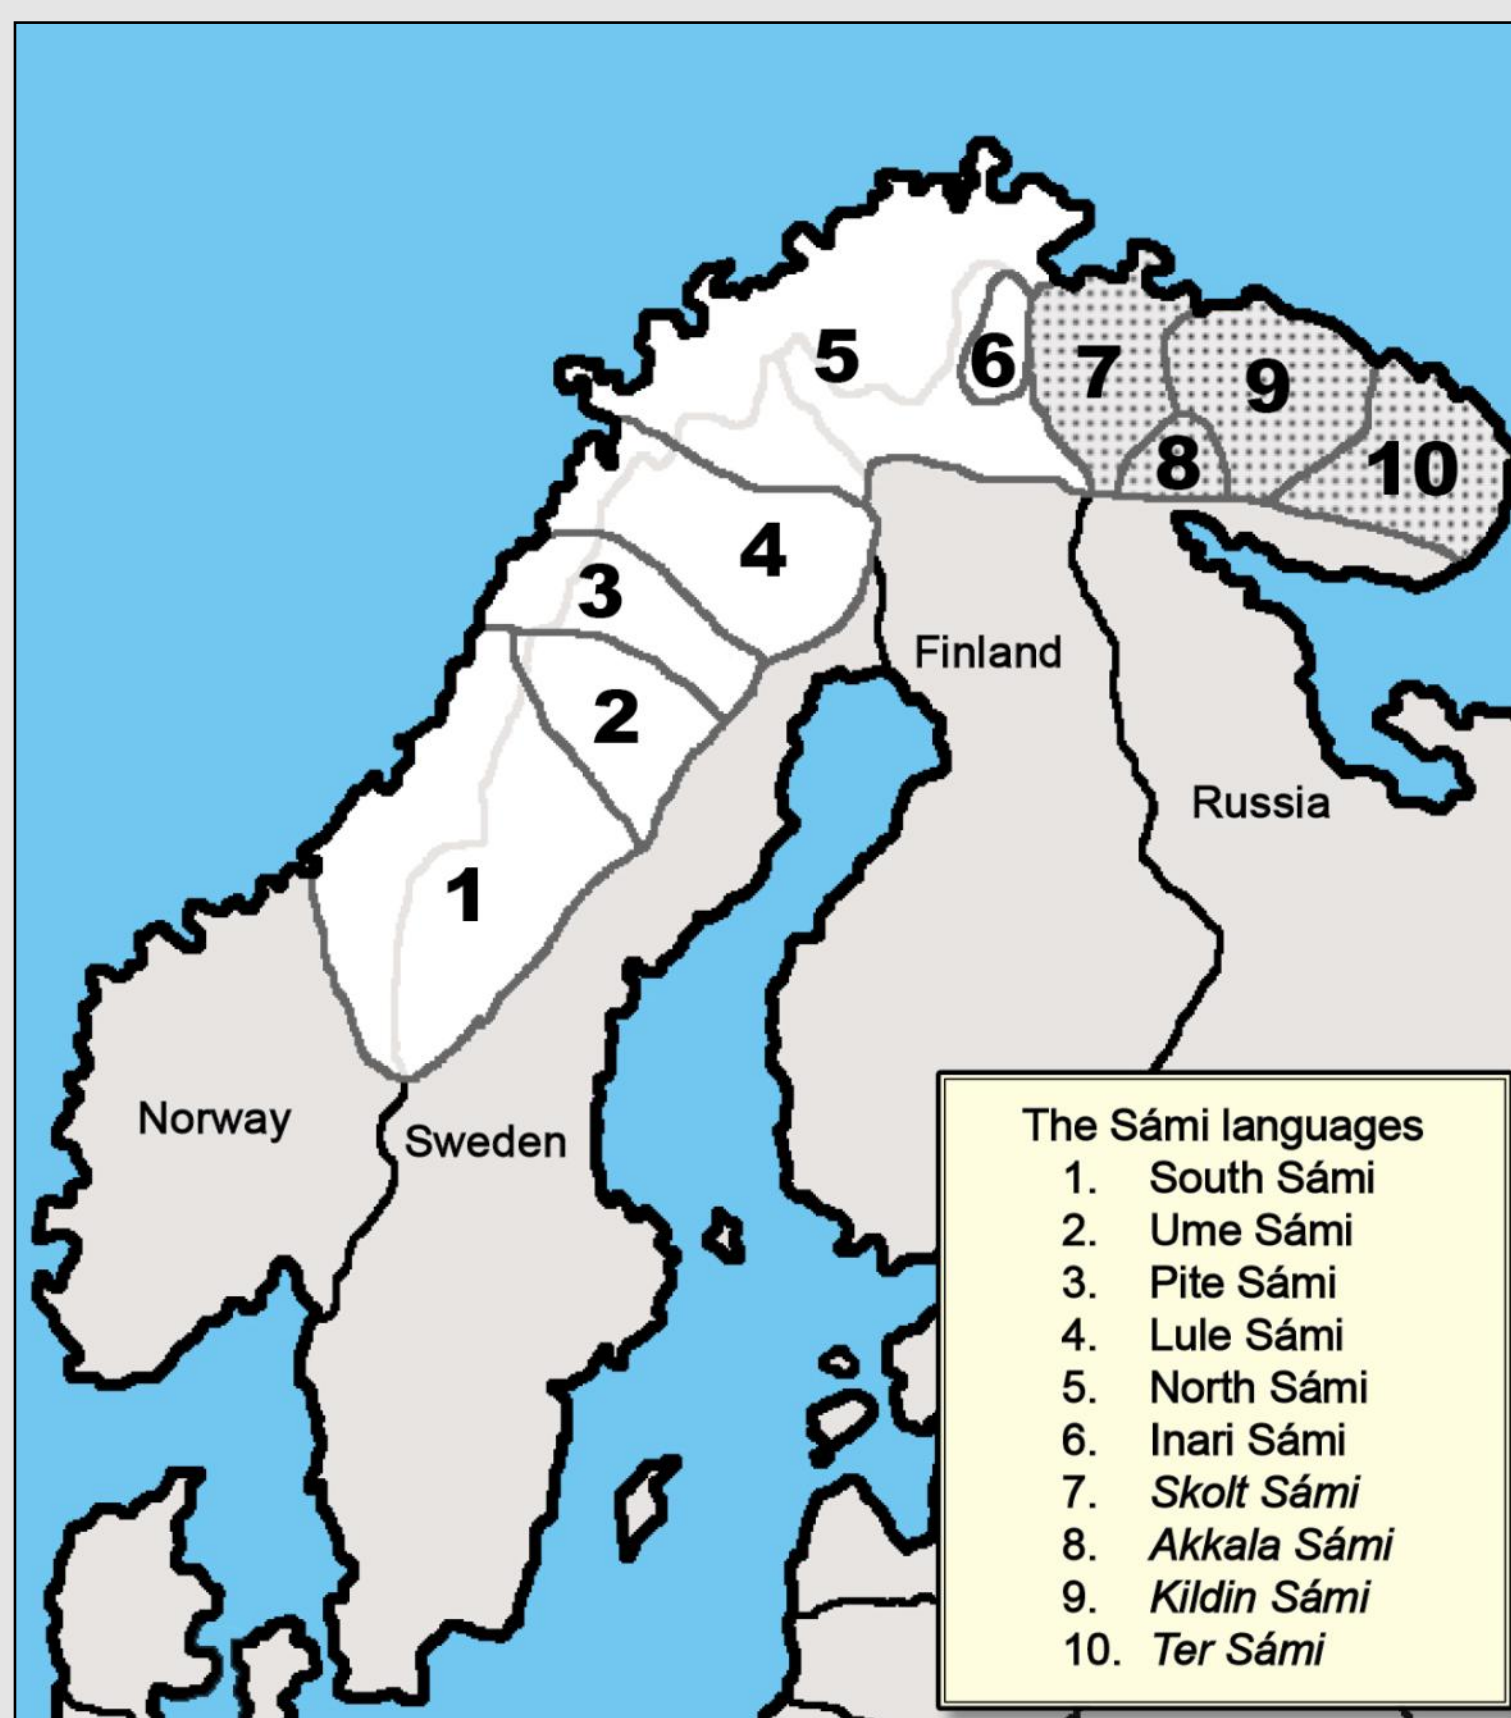 5
6
7
9
8
10
4
3
Finland
2
Russia
1
Norway
Sweden
The Sámi languages
1. South Sámi
2. Ume Sámi
3. Pite Sámi
4. Lule Sámi
5. North Sámi
6. Inari Sámi
7. Skolt Sámi
8. Akkala Sámi
9. Kildin Sámi
10. Ter Sámi